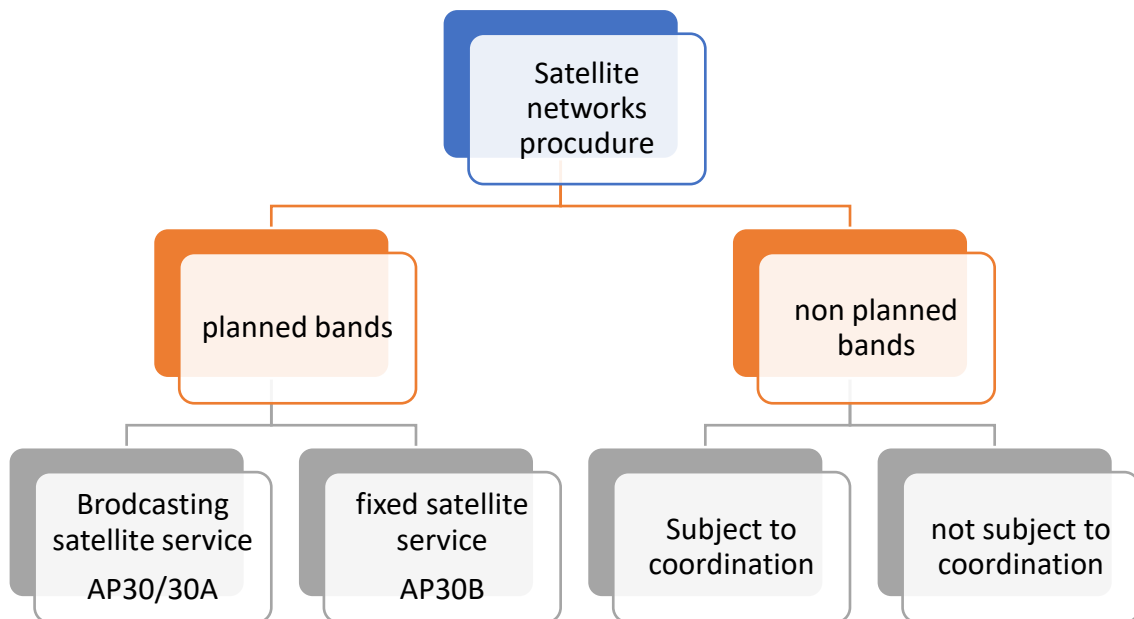 Satellite
networks
procudure
planned bands
non planned
bands
Brodcasting
satellite service
AP30/30A
fixed satellite
service
AP30B
Subject to
coordination
not subject to
coordination